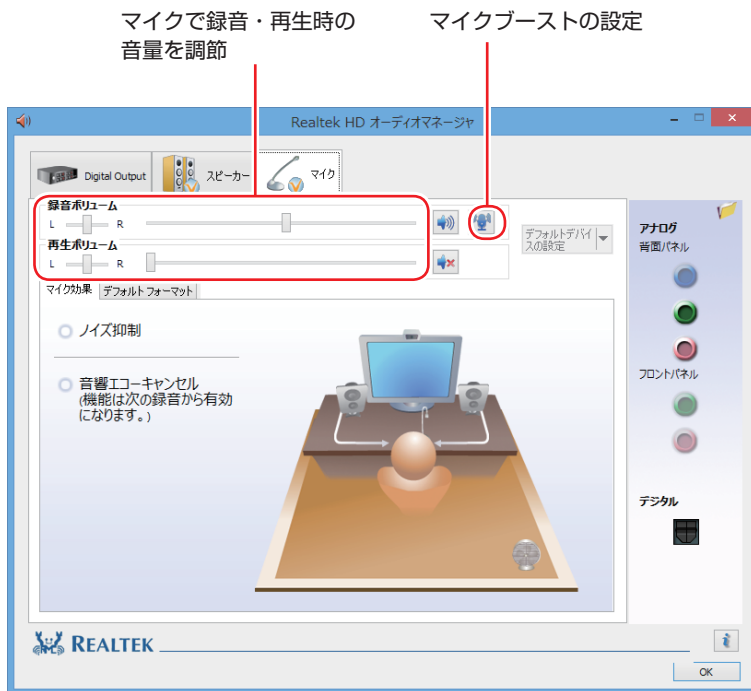 マイクで録音・再生時の
音量を調節
マイクブーストの設定
Realtek HD オーディオマネージャ
Digital Output
スピーカー
マイク
録音ボリューム
L R
再生ボリューム
L R
デフォルトデバイ
スの設定
マイク効果 デフォルト フォーマット
ノイズ抑制
音響エコーキャンセル
(機能は次の録音から有効
になります。)
アナログ
背面パネル
フロントパネル
デジタル
REALTEK
i
OK